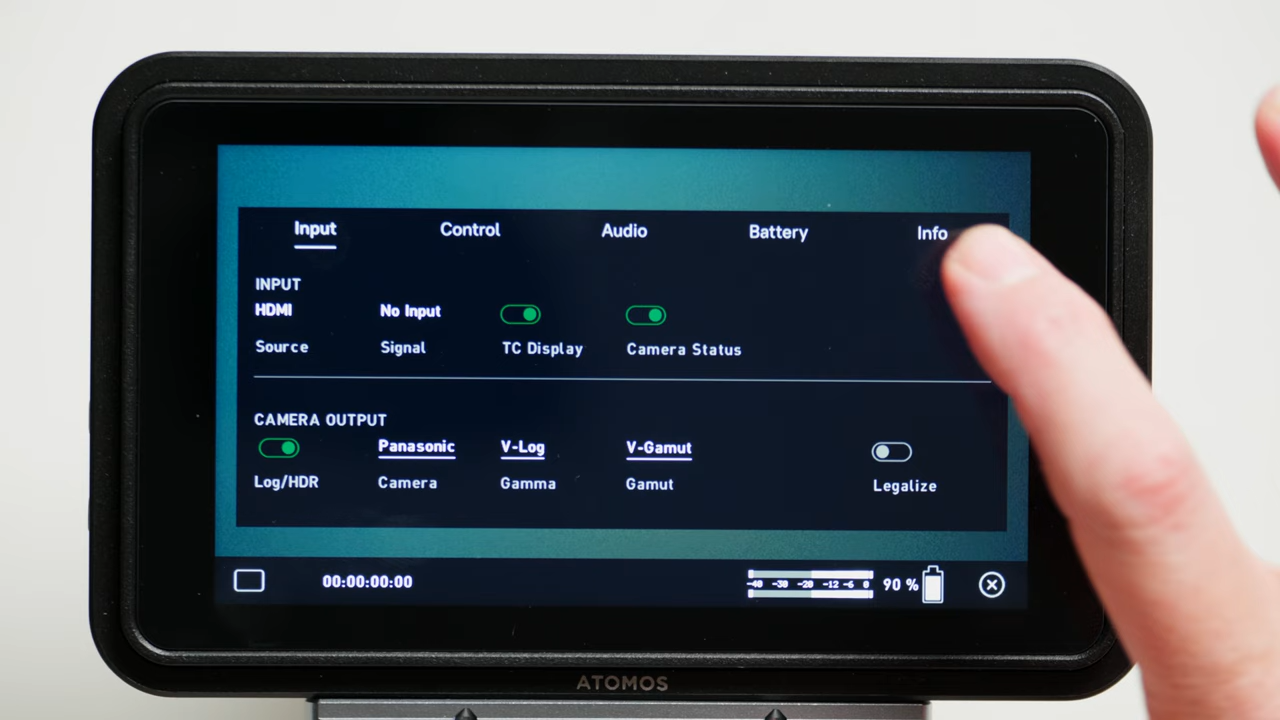 Input Control Audio Battery Info
INPUT
HDMI No Input
Source Signal TC Display Camera Status
CAMERA OUTPUT
Panasonic V-Log V-Gamut
Log/HDR Camera Gamma Gamut Legalize
00:00:00:00 -40 -30 -20 -12 -6 0 90 %
ATOMOS